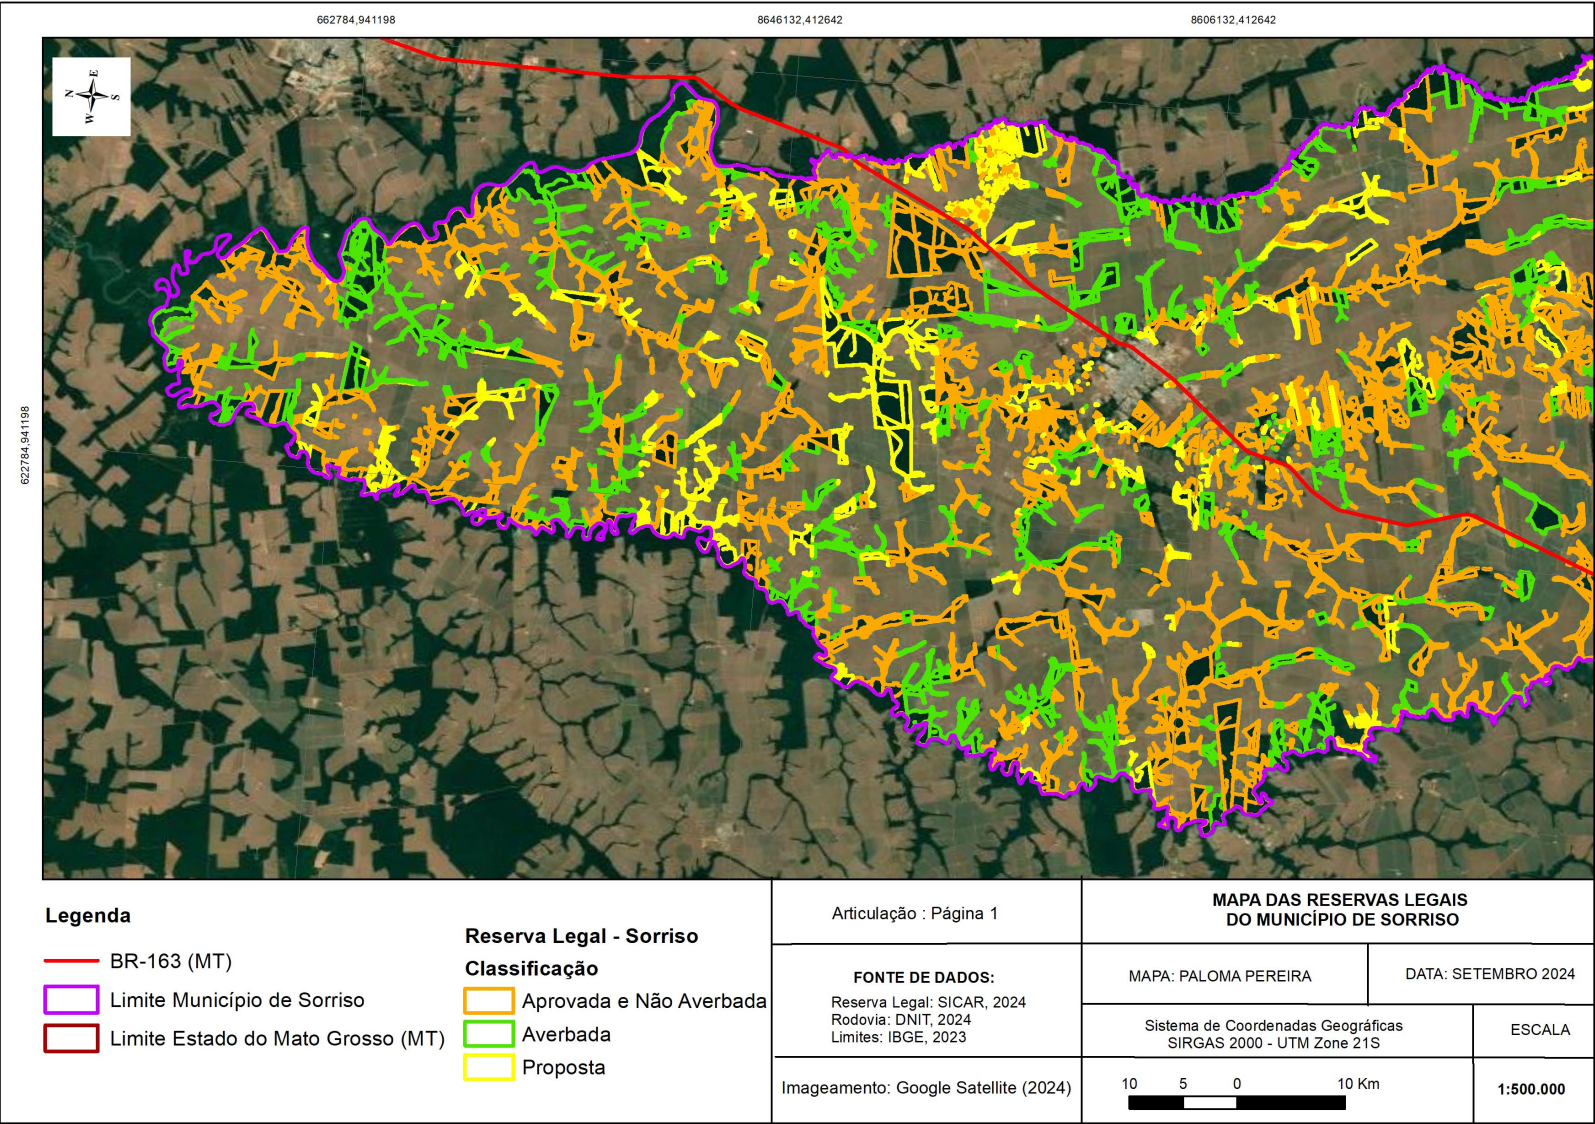 662784,941198
8646132,412642
8606132,412642
N
E
S
W
622784,941198
Legenda
BR-163 (MT)
Limite Município de Sorriso
Limite Estado do Mato Grosso (MT)
Reserva Legal - Sorriso
Classificação
Aprovada e Não Averbada
Averbada
Proposta
Articulação : Página 1
FONTE DE DADOS:
Reserva Legal: SICAR, 2024
Rodovia: DNIT, 2024
Limites: IBGE, 2023
Imageamento: Google Satellite (2024)
MAPA DAS RESERVAS LEGAIS
DO MUNICÍPIO DE SORRISO
MAPA: PALOMA PEREIRA
DATA: SETEMBRO 2024
Sistema de Coordenadas Geográficas
SIRGAS 2000 - UTM Zone 21S
ESCALA
10 5 0 10 Km
1:500.000